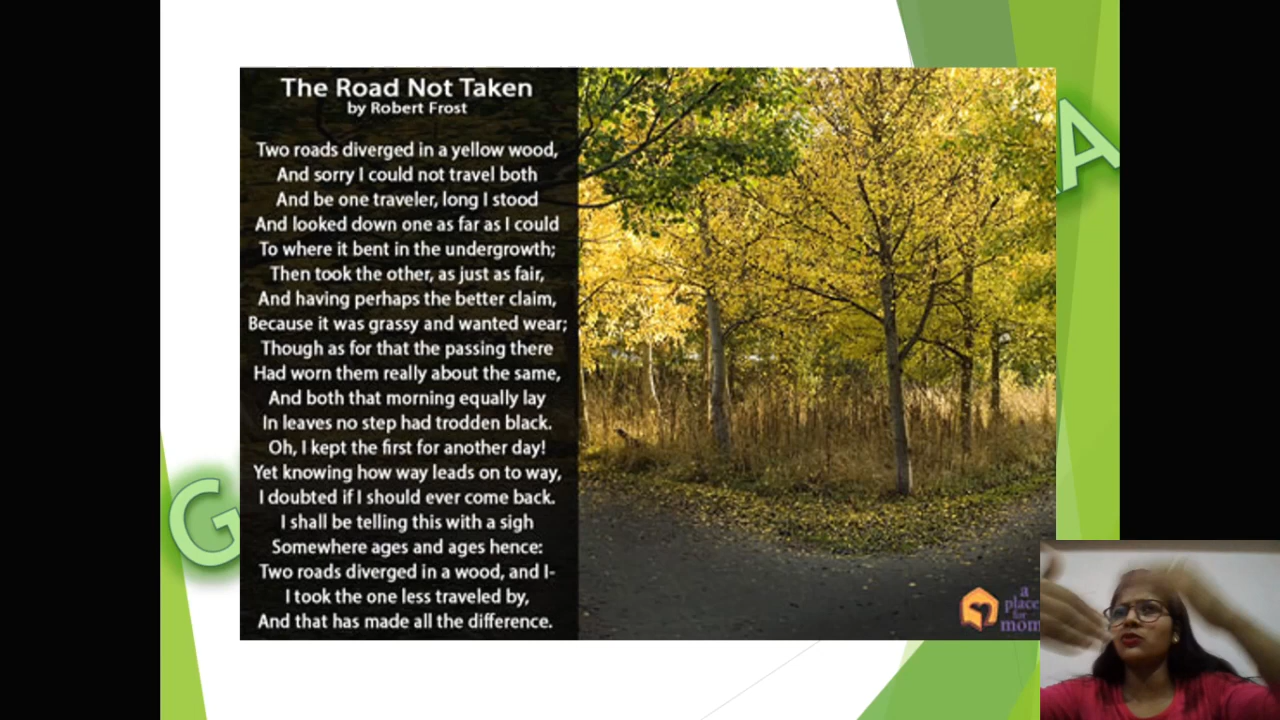 The Road Not Taken
by Robert Frost
Two roads diverged in a yellow wood,
And sorry I could not travel both
And be one traveler, long I stood
And looked down one as far as I could
To where it bent in the undergrowth;
Then took the other, as just as fair,
And having perhaps the better claim,
Because it was grassy and wanted wear;
Though as for that the passing there
Had worn them really about the same,
And both that morning equally lay
In leaves no step had trodden black.
Oh, I kept the first for another day!
Yet knowing how way leads on to way,
I doubted if I should ever come back.
I shall be telling this with a sigh
Somewhere ages and ages hence:
Two roads diverged in a wood, and I-
I took the one less traveled by,
And that has made all the difference.
G
A
a
place
for
mom